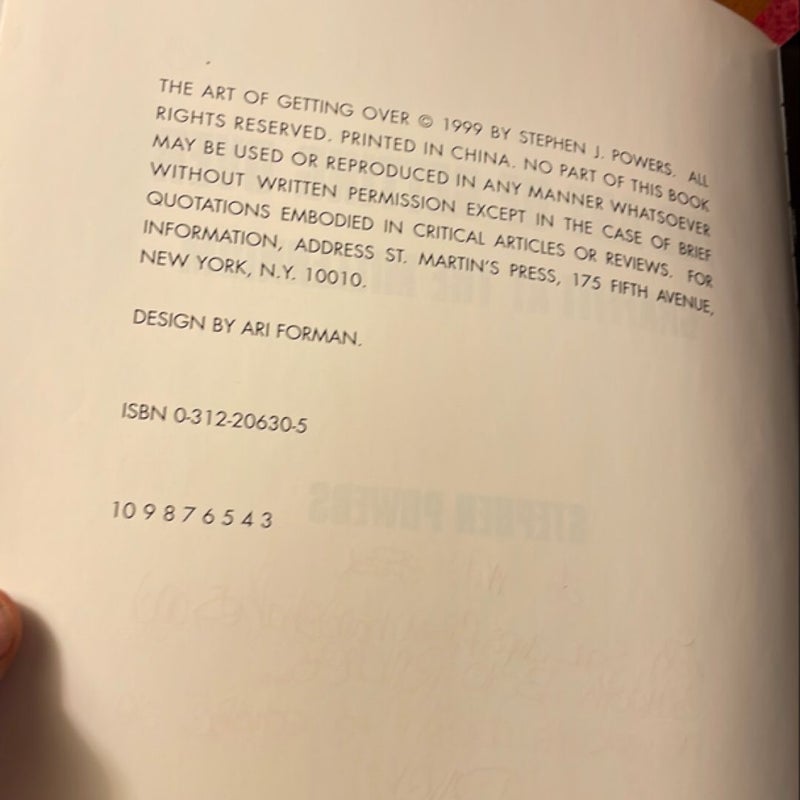 THE ART OF GETTING OVER © 1999 BY STEPHEN J. POWERS. ALL
RIGHTS RESERVED. PRINTED IN CHINA. NO PART OF THIS BOOK
MAY BE USED OR REPRODUCED IN ANY MANNER WHATSOEVER
WITHOUT WRITTEN PERMISSION EXCEPT IN THE CASE OF BRIEF
QUOTATIONS EMBODIED IN CRITICAL ARTICLES OR REVIEWS. FOR
INFORMATION, ADDRESS ST. MARTIN'S PRESS, 175 FIFTH AVENUE,
NEW YORK, N.Y. 10010.
DESIGN BY ARI FORMAN.
ISBN 0-312-20630-5
10 9 8 7 6 5 4 3
STEPHEN POWERS